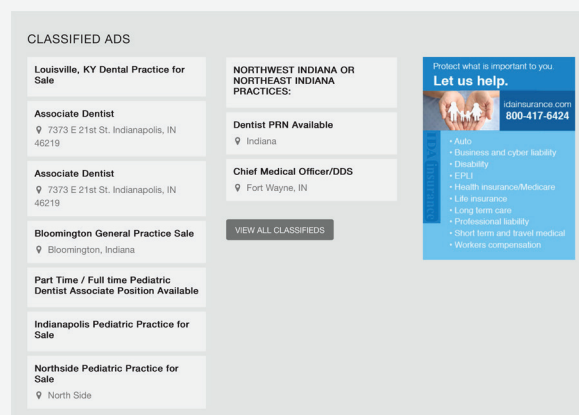 CLASSIFIED ADS
Louisville, KY Dental Practice for
Sale
Associate Dentist
7373 E 21st St. Indianapolis, IN
46219
Associate Dentist
7373 E 21st St. Indianapolis, IN
46219
Bloomington General Practice Sale
Bloomington, Indiana
Part Time / Full time Pediatric
Dentist Associate Position Available
Indianapolis Pediatric Practice for
Sale
Northside Pediatric Practice for
Sale
North Side
NORTHWEST INDIANA OR
NORTHEAST INDIANA
PRACTICES:
Dentist PRN Available
Indiana
Chief Medical Officer/DDS
Fort Wayne, IN
VIEW ALL CLASSIFIEDS
Protect what is important to you
Let us help.
idainsurance.com
800-417-6424
IDA Insurance
• Auto
• Business and cyber liability
• Disability
• EPLI
• Health insurance/Medicare
• Life insurance
• Long term care
• Professional liability
• Short term and travel medical
• Workers compensation